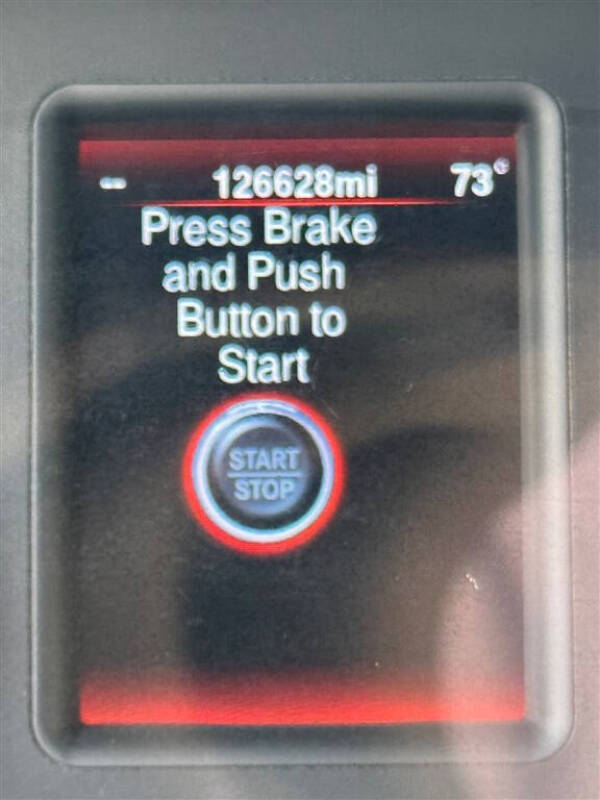 -- 126628mi 73°
Press Brake
and Push
Button to
Start
START
STOP